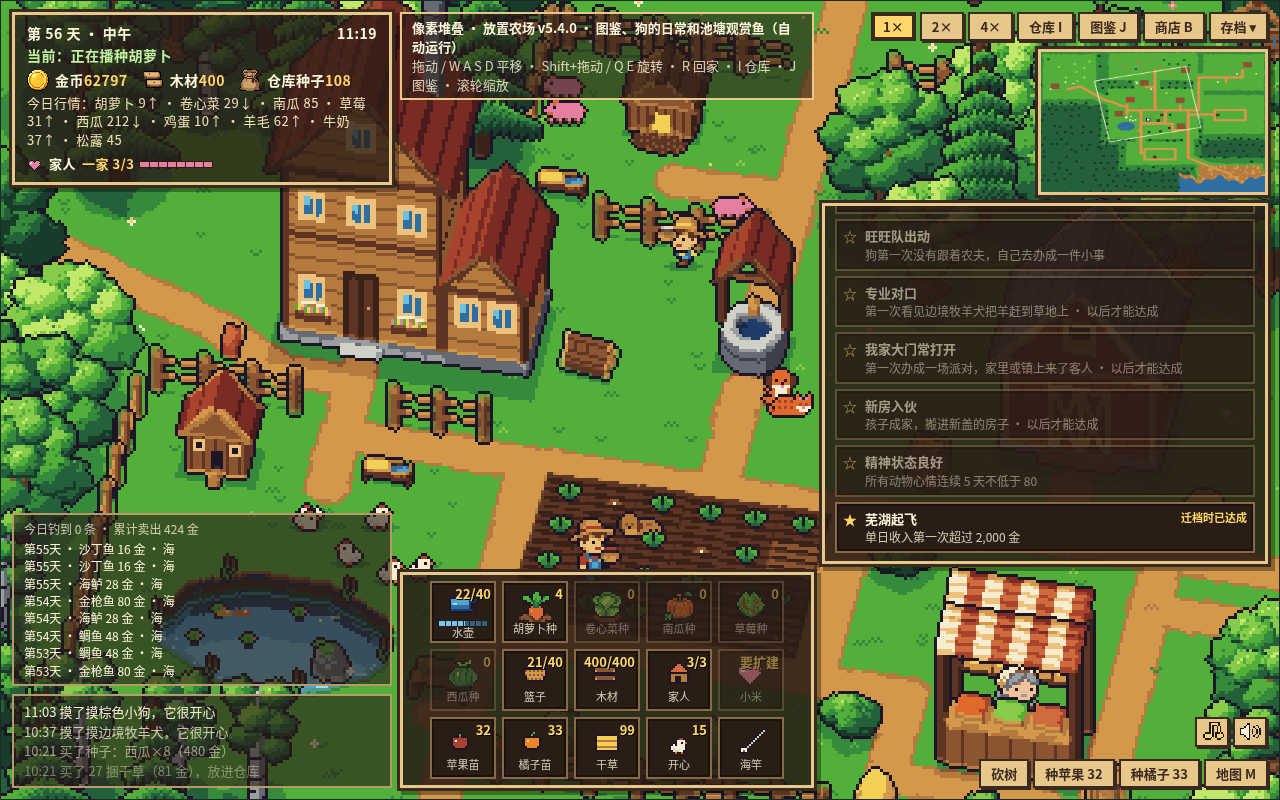 第 56 天 · 中午
11:19
当前：正在播种胡萝卜
金币62797 木材400 仓库种子108
今日行情：胡萝卜 9↑ · 卷心菜 29↓ · 南瓜 85 · 草莓
31↑ · 西瓜 212↓ · 鸡蛋 10↑ · 羊毛 62↑ · 牛奶
37↑ · 松露 45
家人 一家 3/3
像素堆叠 · 放置农场 v5.4.0 · 图鉴、狗的日常和池塘观赏鱼（自
动运行）
拖动 / W A S D 平移 · Shift+拖动 / Q E 旋转 · R 回家 · I 仓库 · J
图鉴 · 滚轮缩放
1×
2×
4×
仓库 I
图鉴 J
商店 B
存档 ▾
☆ 旺旺队出动
狗第一次没有跟着农夫，自己去办成一件小事
☆ 专业对口
第一次看见边境牧羊犬把羊赶到草地上 · 以后才能达成
☆ 我家大门常打开
第一次办成一场派对，家里或镇上来了客人 · 以后才能达成
☆ 新房入伙
孩子成家，搬进新盖的房子 · 以后才能达成
☆ 精神状态良好
所有动物心情连续 5 天不低于 80
★ 芜湖起飞
迁档时已达成
单日收入第一次超过 2,000 金
今日钓到 0 条 · 累计卖出 424 金
第55天 · 沙丁鱼 16 金 · 海
第55天 · 沙丁鱼 16 金 · 海
第55天 · 海鲈 28 金 · 海
第54天 · 金枪鱼 80 金 · 海
第54天 · 海鲈 28 金 · 海
第54天 · 鲷鱼 48 金 · 海
第53天 · 鲷鱼 48 金 · 海
第53天 · 金枪鱼 80 金 · 海
11:03 摸了摸棕色小狗，它很开心
10:37 摸了摸边境牧羊犬，它很开心
10:21 买了种子：西瓜×8（480 金）
10:21 买了 27 捆干草（81 金），放进仓库
22/40
水壶
4
胡萝卜种
0
卷心菜种
0
南瓜种
0
草莓种
0
西瓜种
21/40
篮子
400/400
木材
3/3
家人
要扩建
小米
32
苹果苗
33
橘子苗
99
干草
15
开心
海竿
砍树
种苹果 32
种橘子 33
地图 M